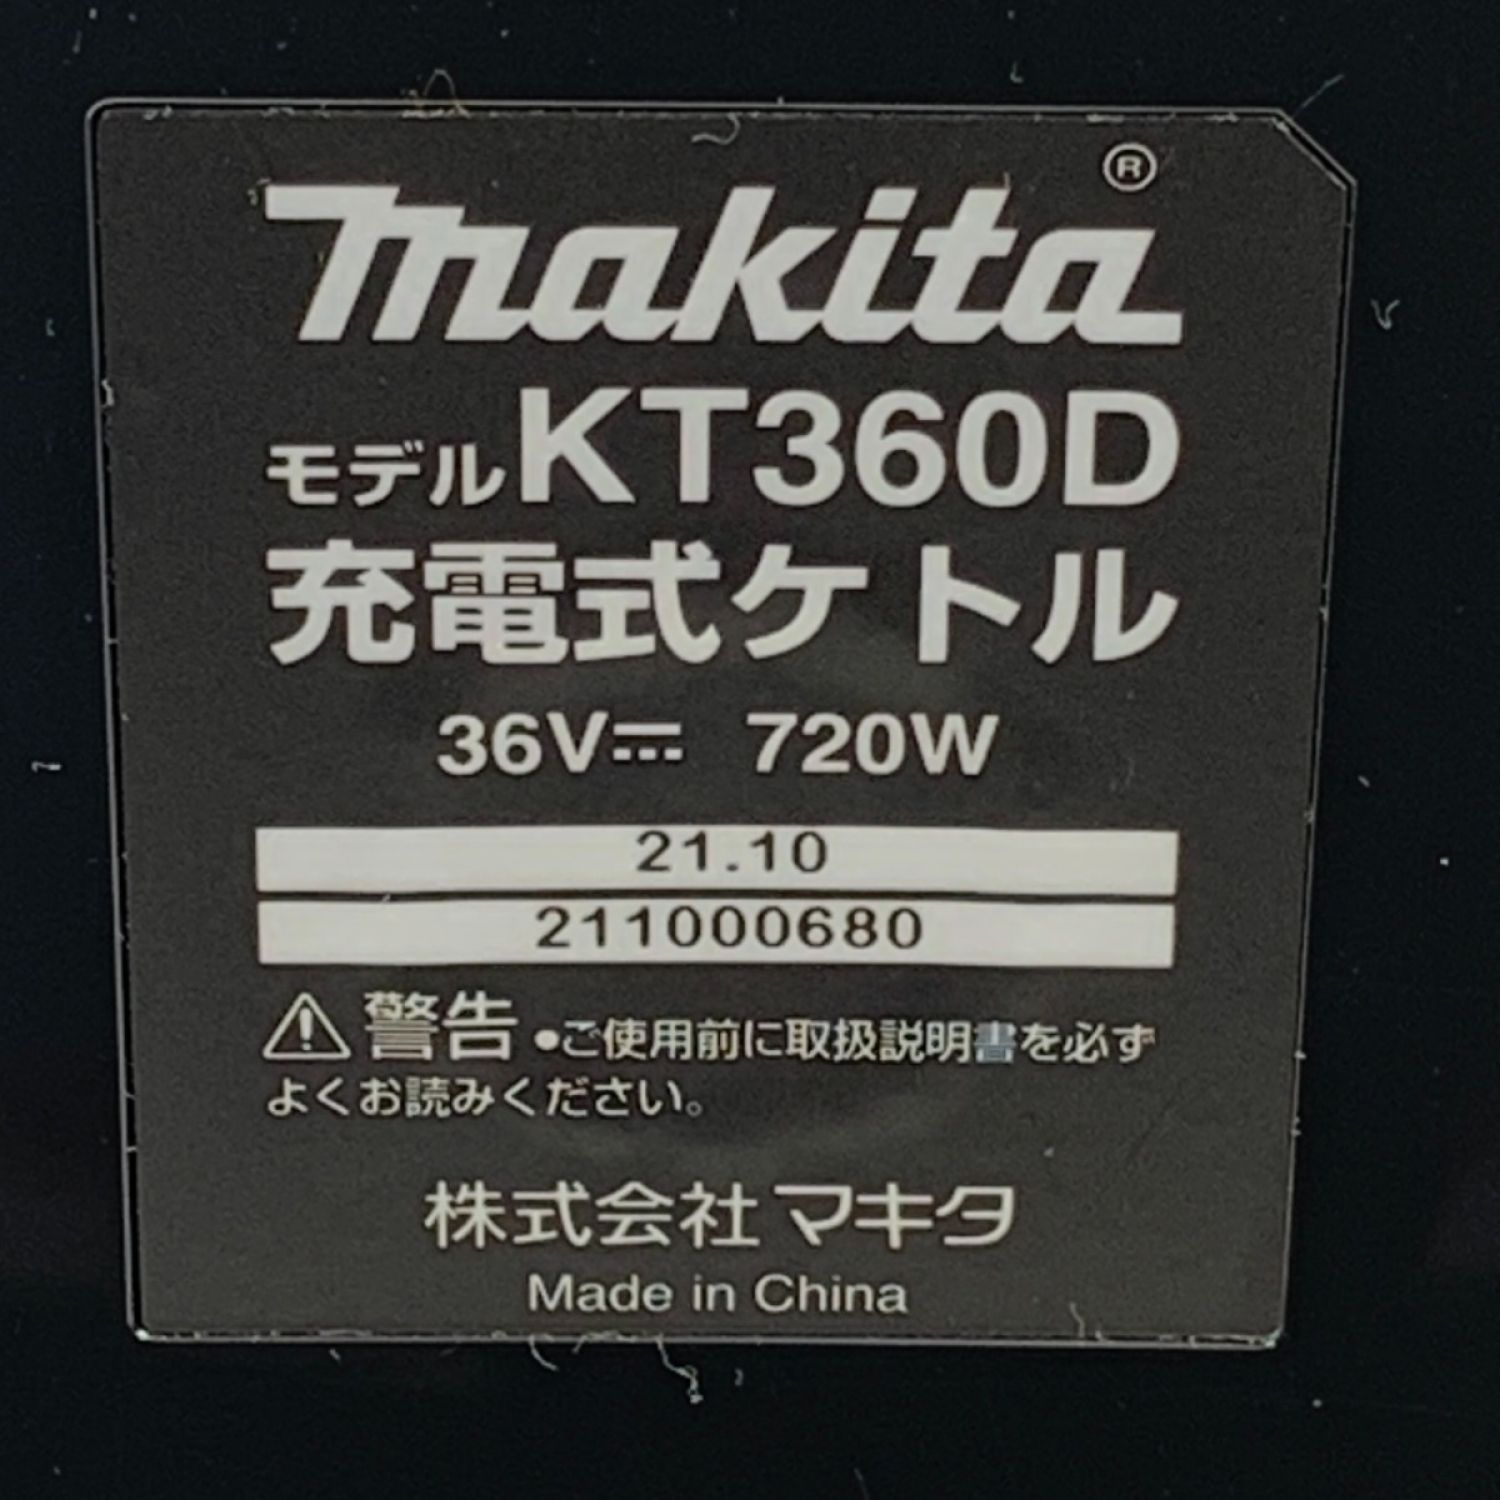 makita®
モデルKT360D
充電式ケトル
36V⎓ 720W
21.10
211000680
⚠警告 ●ご使用前に取扱説明書を必ず
よくお読みください。
株式会社マキタ
Made in China